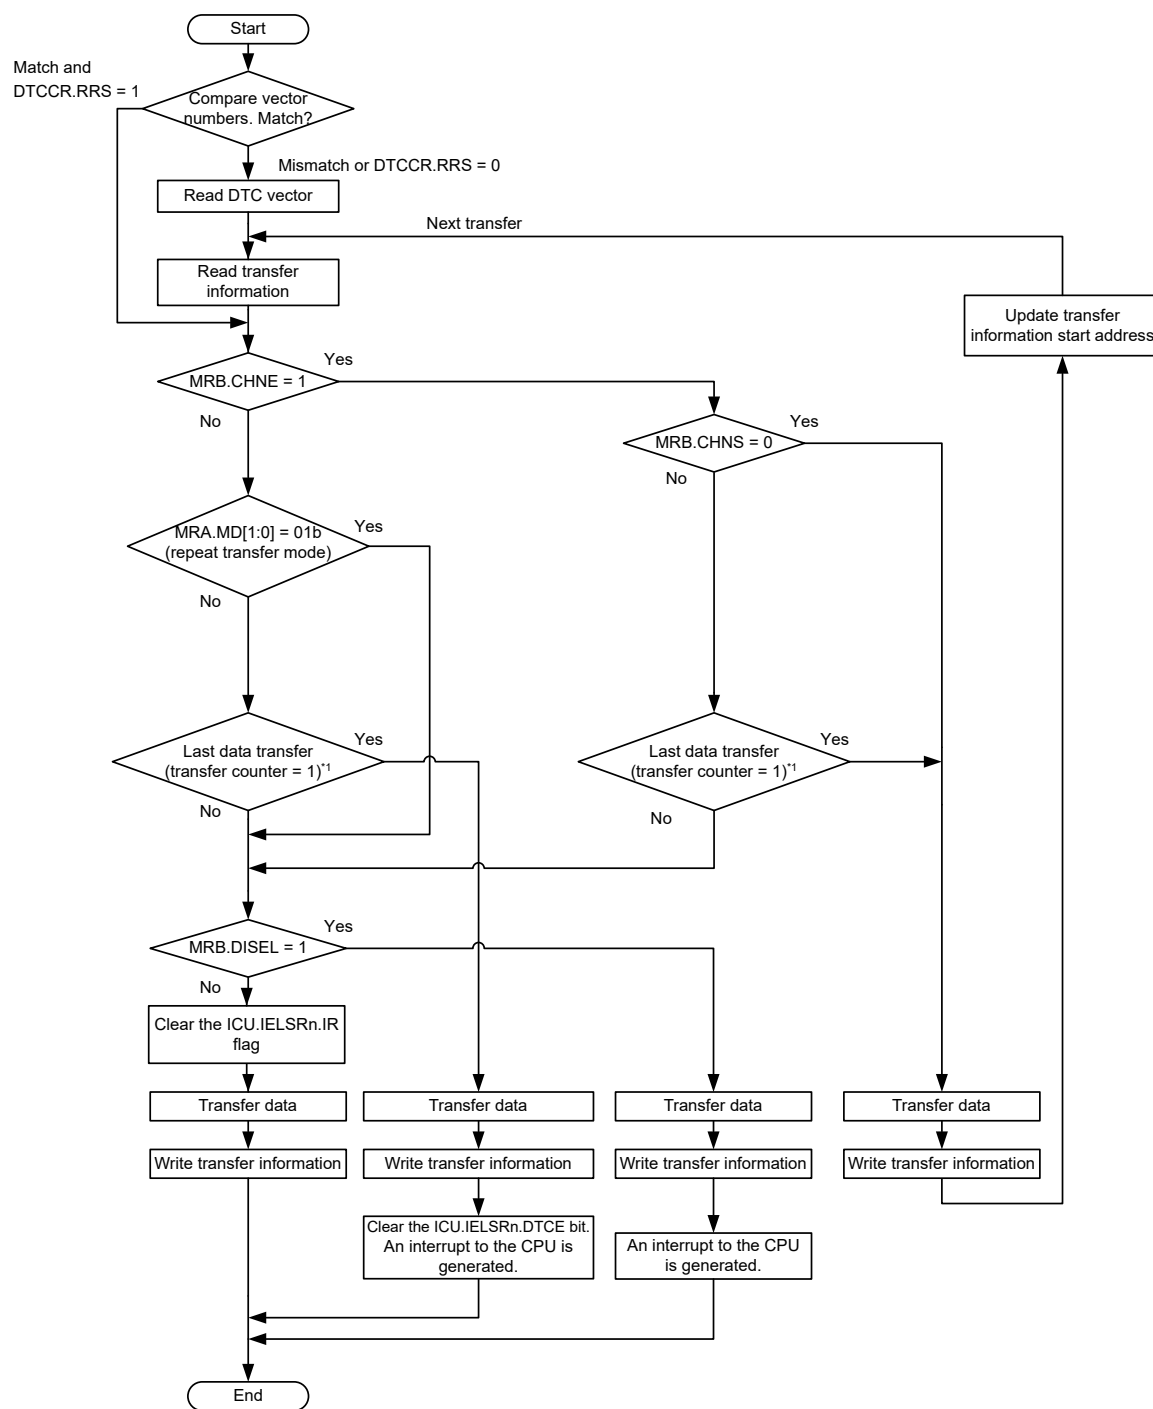 Start
Match and
DTCCR.RRS = 1
Compare vector
numbers. Match?
Mismatch or DTCCR.RRS = 0
Read DTC vector
Next transfer
Read transfer
information
Update transfer
information start address
Yes
MRB.CHNE = 1
No
Yes
MRB.CHNS = 0
No
MRA.MD[1:0] = 01b
(repeat transfer mode)
Yes
No
Last data transfer
(transfer counter = 1)*1
Yes
No
Last data transfer
(transfer counter = 1)*1
Yes
No
Yes
MRB.DISEL = 1
No
Clear the ICU.IELSRn.IR
flag
Transfer data
Transfer data
Transfer data
Transfer data
Write transfer information
Write transfer information
Write transfer information
Write transfer information
Clear the ICU.IELSRn.DTCE bit.
An interrupt to the CPU is
generated.
An interrupt to the CPU
is generated.
End